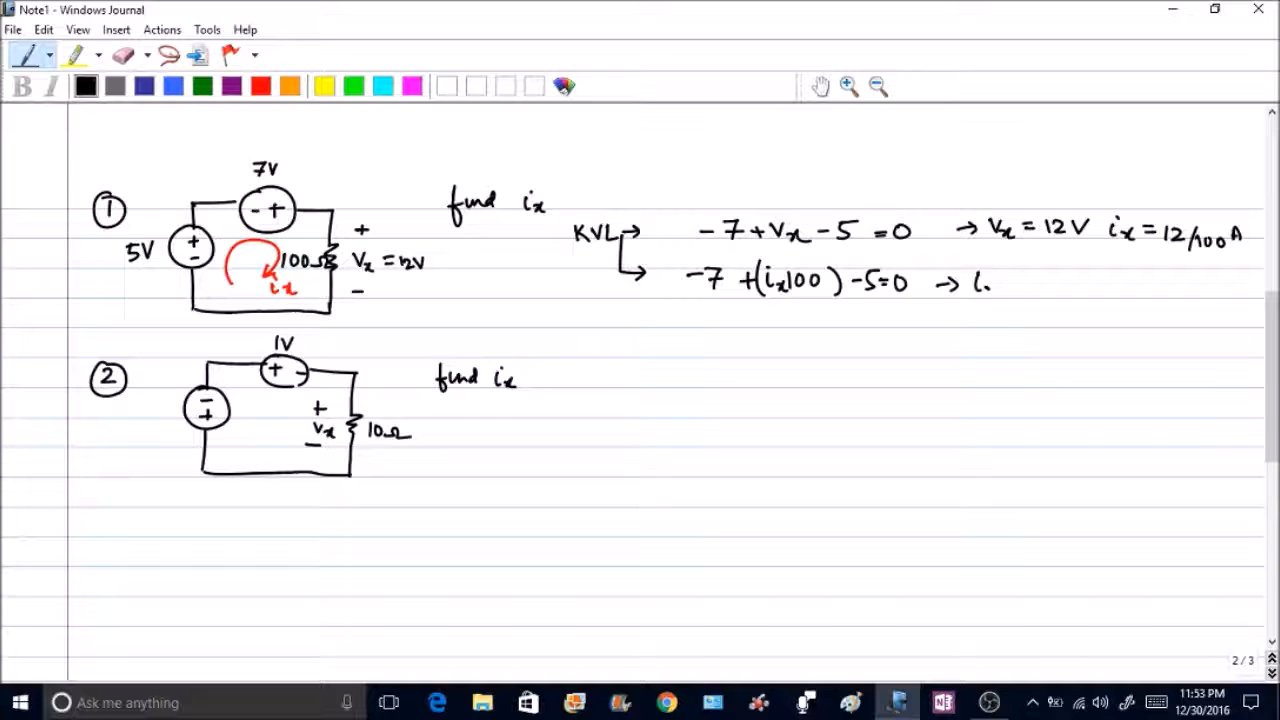 Note1 - Windows Journal
File Edit View Insert Actions Tools Help
B I
7V
① find ix
5V + - - + 100Ω + Vx = 12V -
ix
KVL→ -7+Vx-5=0 → Vx=12V ix=12/100A
→ -7+(ix100)-5=0 → (.
1V
② find ix
- + + - + Vx - 10Ω
2 / 3
Ask me anything
11:53 PM
12/30/2016